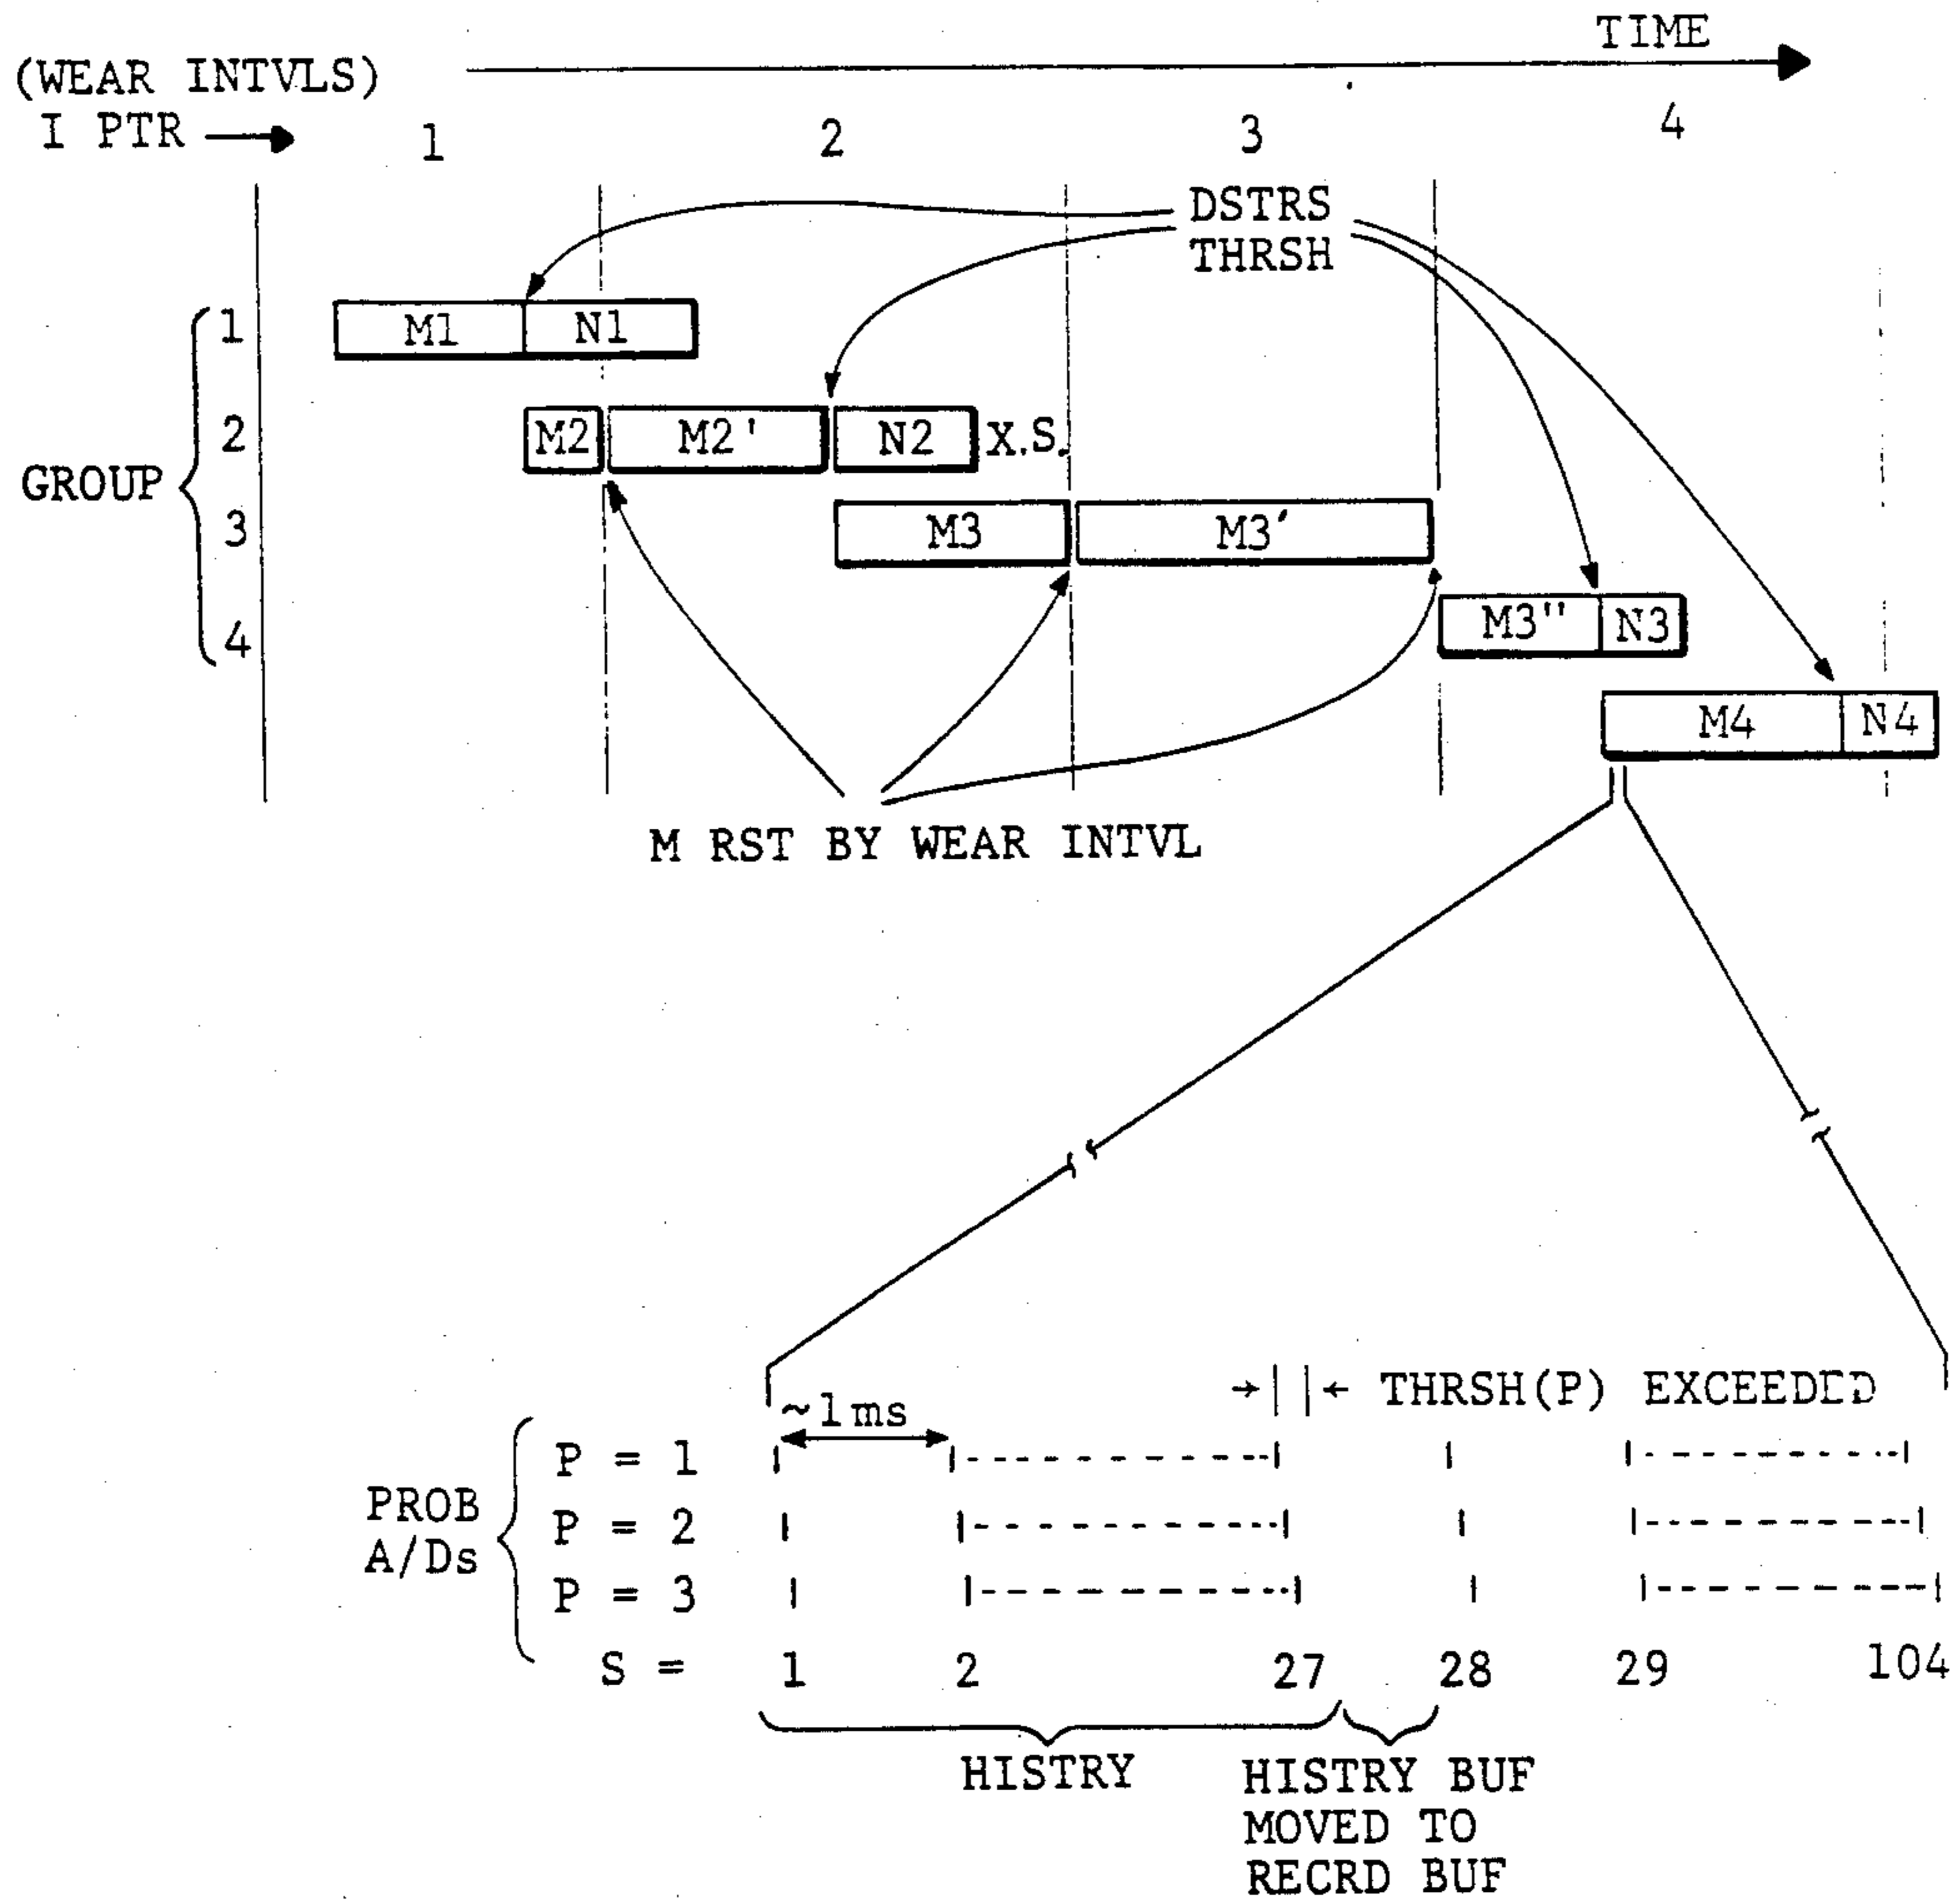 TIME
(WEAR INTVLS)
I PTR
1 2 3 4
DSTRS
THRSH
1 M1 N1
2 M2 M2' N2 X.S.
GROUP
3 M3 M3'
4 M3'' N3
M4 N4
M RST BY WEAR INTVL
THRSH(P) EXCEEDED
~1ms
P = 1
PROB
A/Ds
P = 2
P = 3
S = 1 2 27 28 29 104
HISTRY
HISTRY BUF
MOVED TO
RECRD BUF